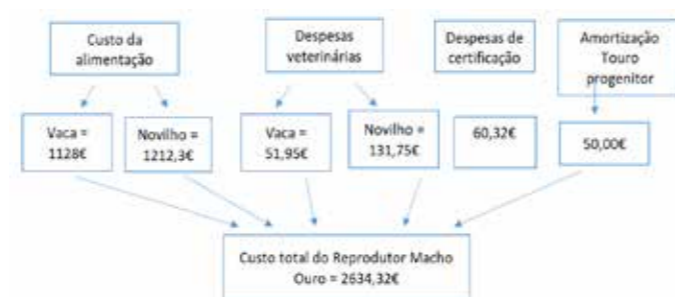 Custo da
alimentação
Despesas
veterinárias
Despesas de
certificação
Amortização
Touro
progenitor
Vaca =
1128€
Novilho =
1212,3€
Vaca =
51,95€
Novilho =
131,75€
60,32€
50,00€
Custo total do Reprodutor Macho
Ouro = 2634,32€